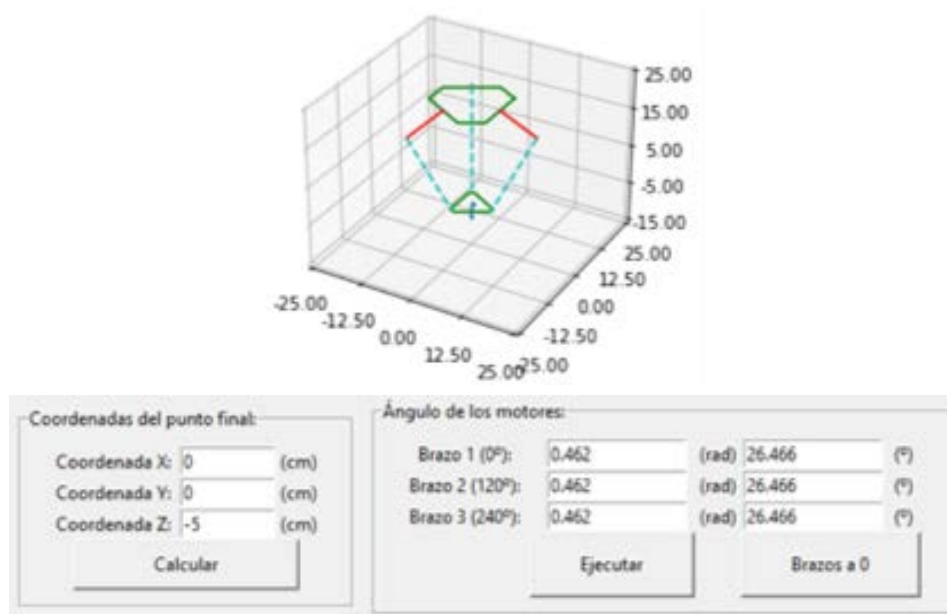 25.00
15.00
5.00
-5.00
-15.00
25.00
12.50
0.00
-12.50
-25.00
-25.00
-12.50
0.00
12.50
25.00
Coordenadas del punto final:
Coordenada X: 0 (cm)
Coordenada Y: 0 (cm)
Coordenada Z: -5 (cm)
Calcular
Ángulo de los motores:
Brazo 1 (0º): 0.462 (rad) 26.466 (º)
Brazo 2 (120º): 0.462 (rad) 26.466 (º)
Brazo 3 (240º): 0.462 (rad) 26.466 (º)
Ejecutar Brazos a 0